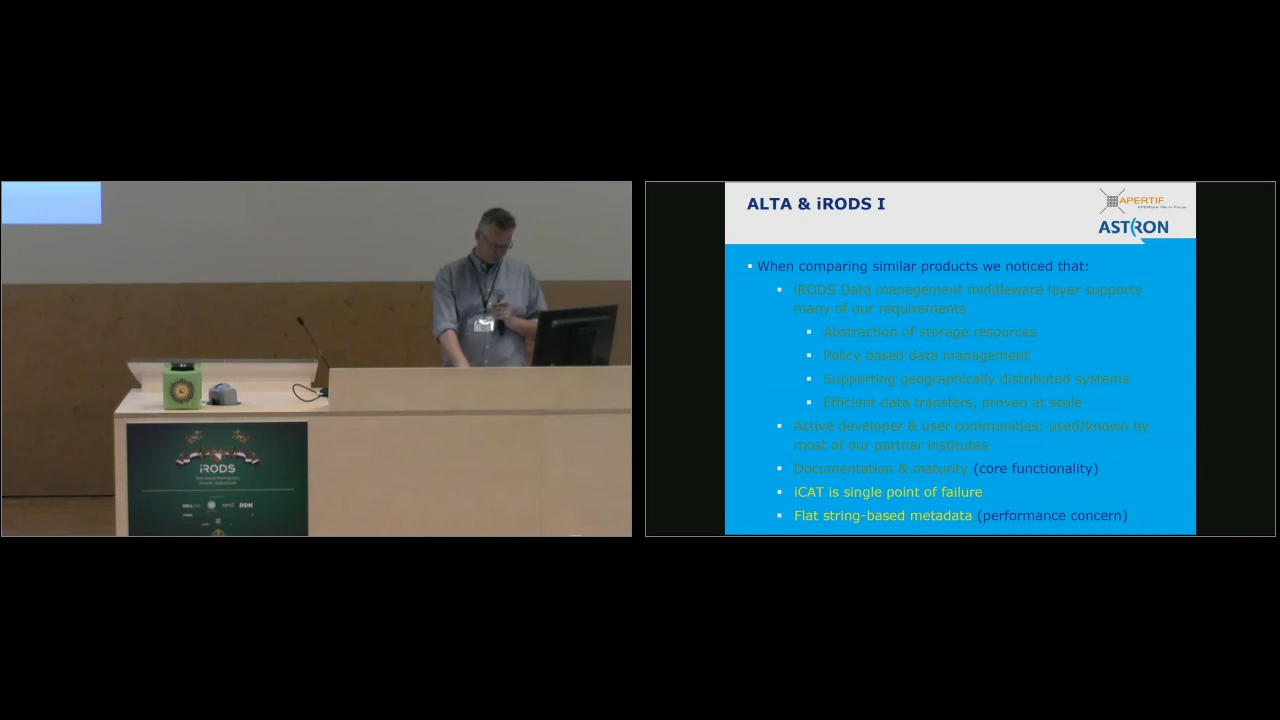 iRODS
DDN
ALTA & iRODS I
APERTIF
ASTRON
When comparing similar products we noticed that:
iRODS Data management middleware layer supports
many of our requirements
Abstraction of storage resources
Policy based data management
Supporting geographically distributed systems
Efficient data transfers, proven at scale
Active developer & user communities; used/known by
most of our partner institutes
Documentation & maturity (core functionality)
iCAT is single point of failure
Flat string-based metadata (performance concern)